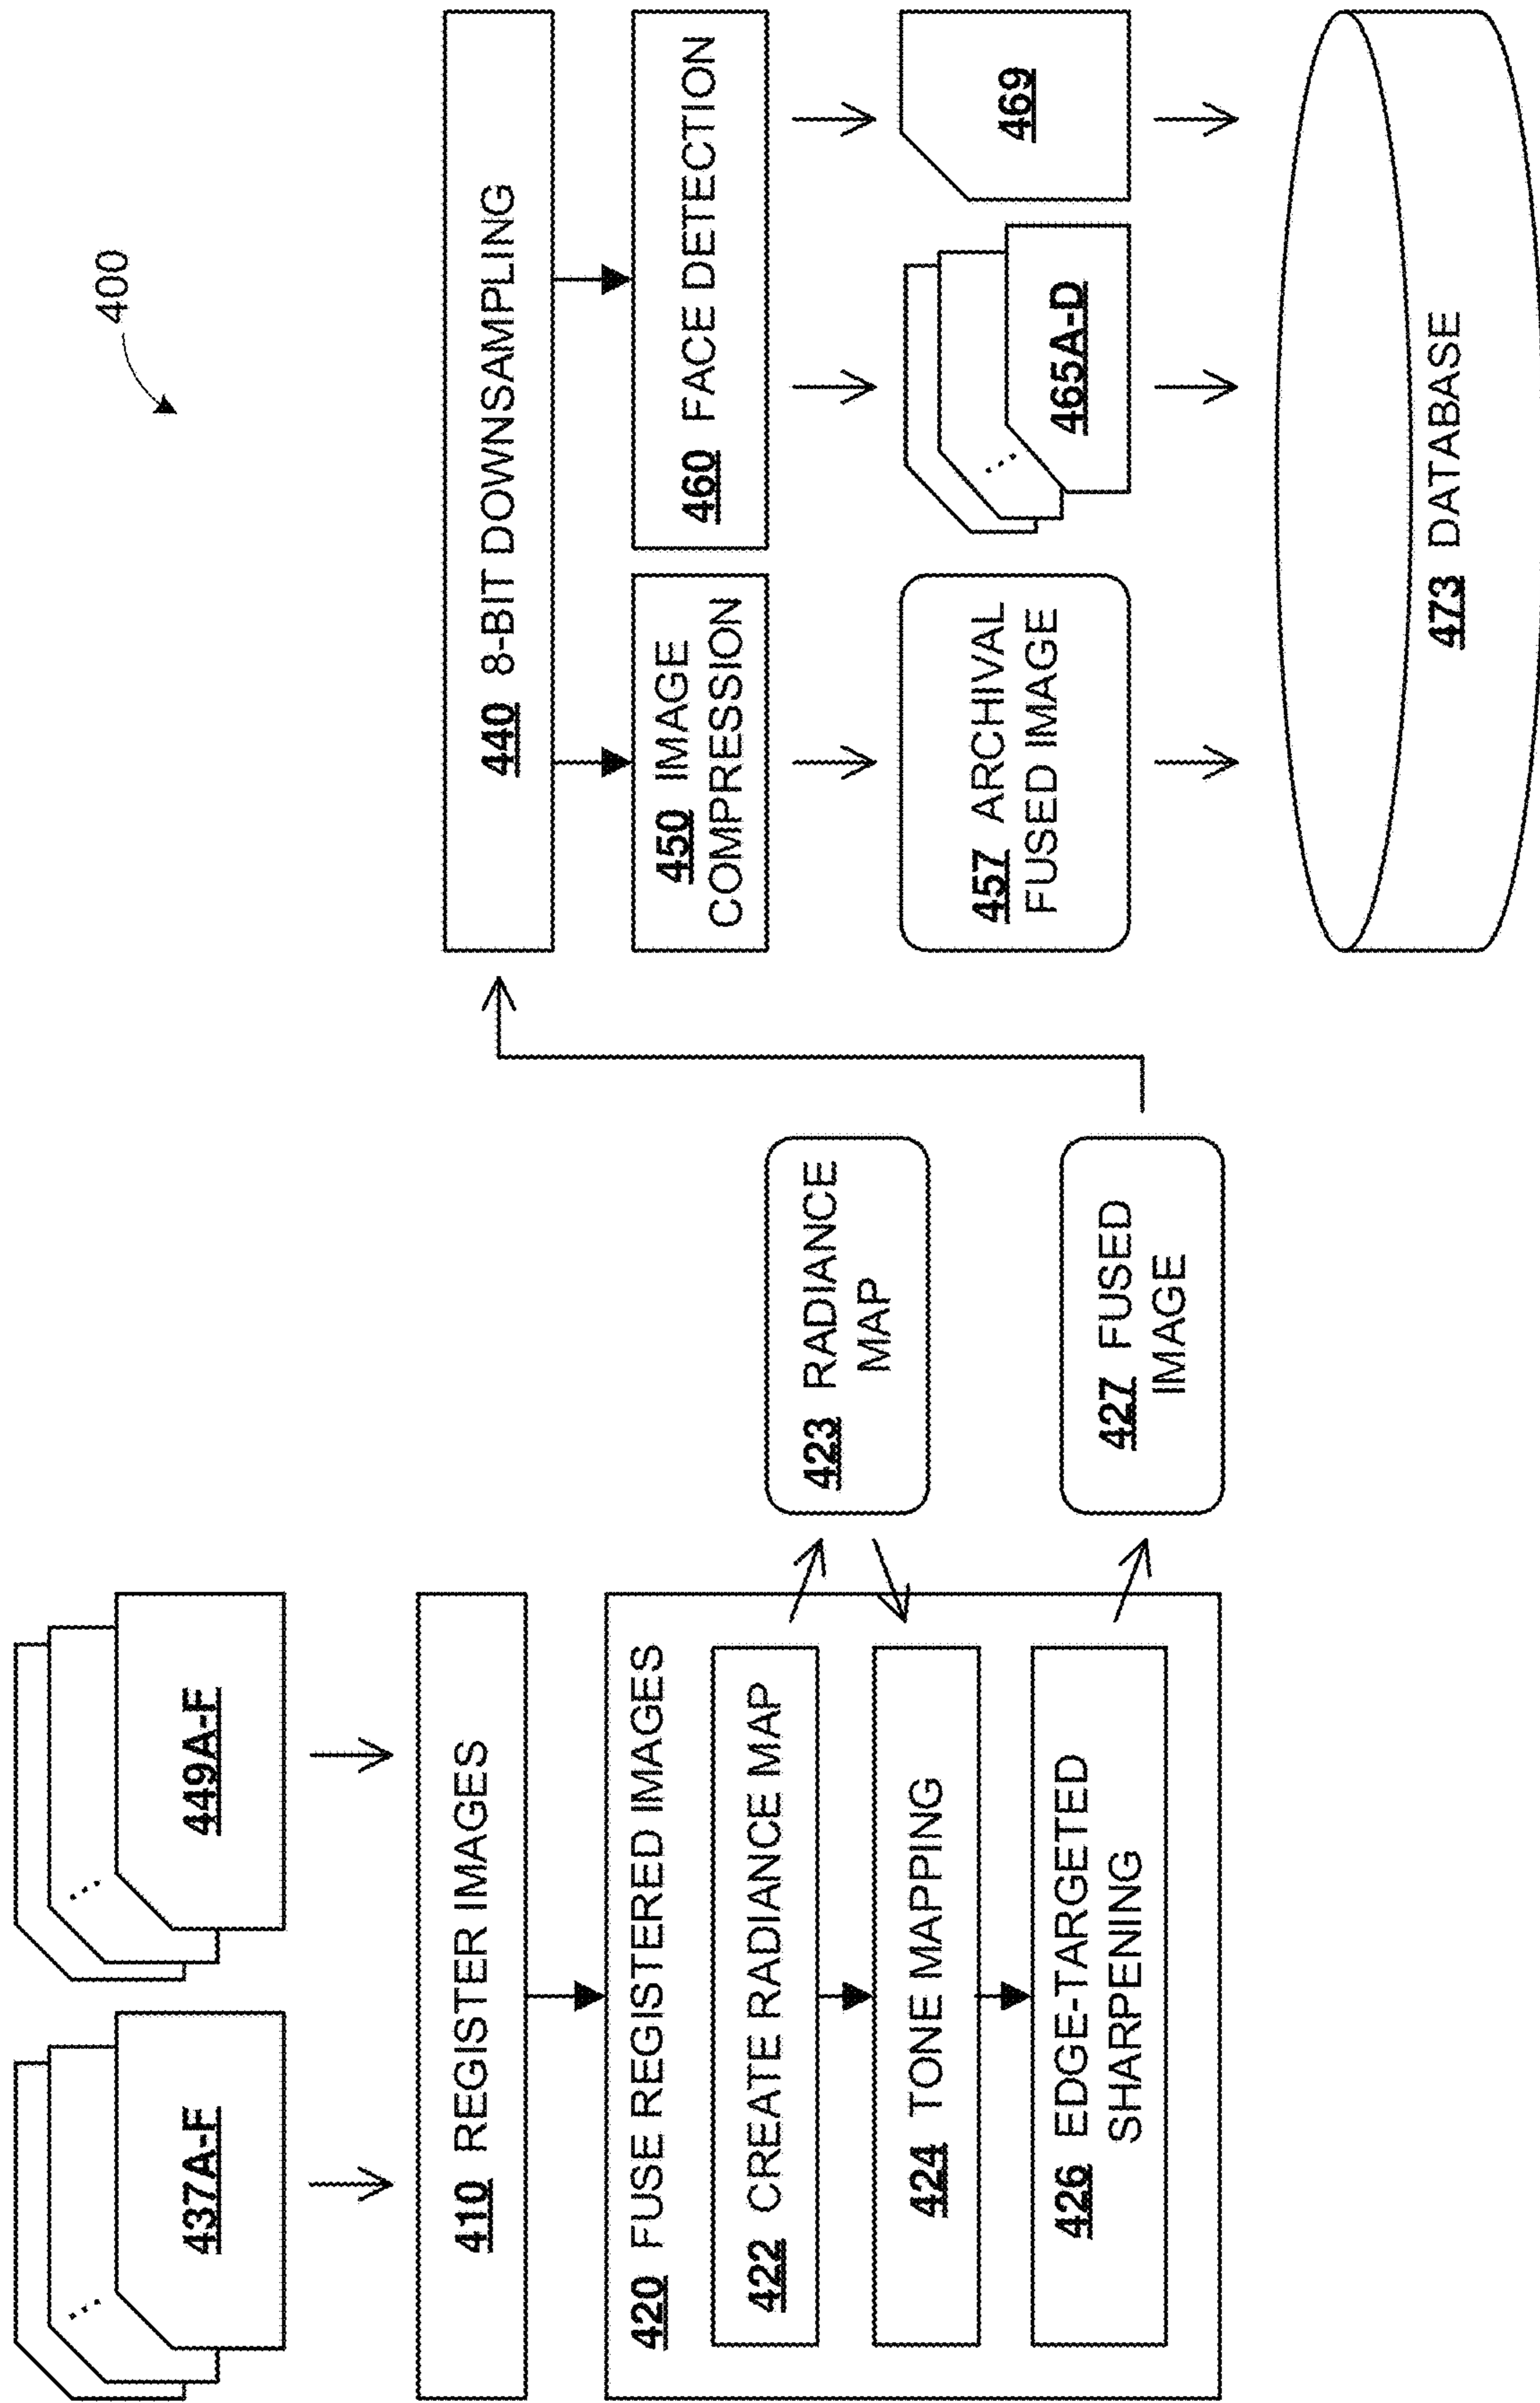 400
437A-F
449A-F
410 REGISTER IMAGES
420 FUSE REGISTERED IMAGES
422 CREATE RADIANCE MAP
424 TONE MAPPING
426 EDGE-TARGETED
SHARPENING
423 RADIANCE
MAP
427 FUSED
IMAGE
440 8-BIT DOWNSAMPLING
450 IMAGE
COMPRESSION
460 FACE DETECTION
457 ARCHIVAL
FUSED IMAGE
465A-D
469
473 DATABASE